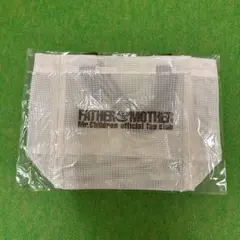 FATHER & MOTHER
Mr.Children official fan club